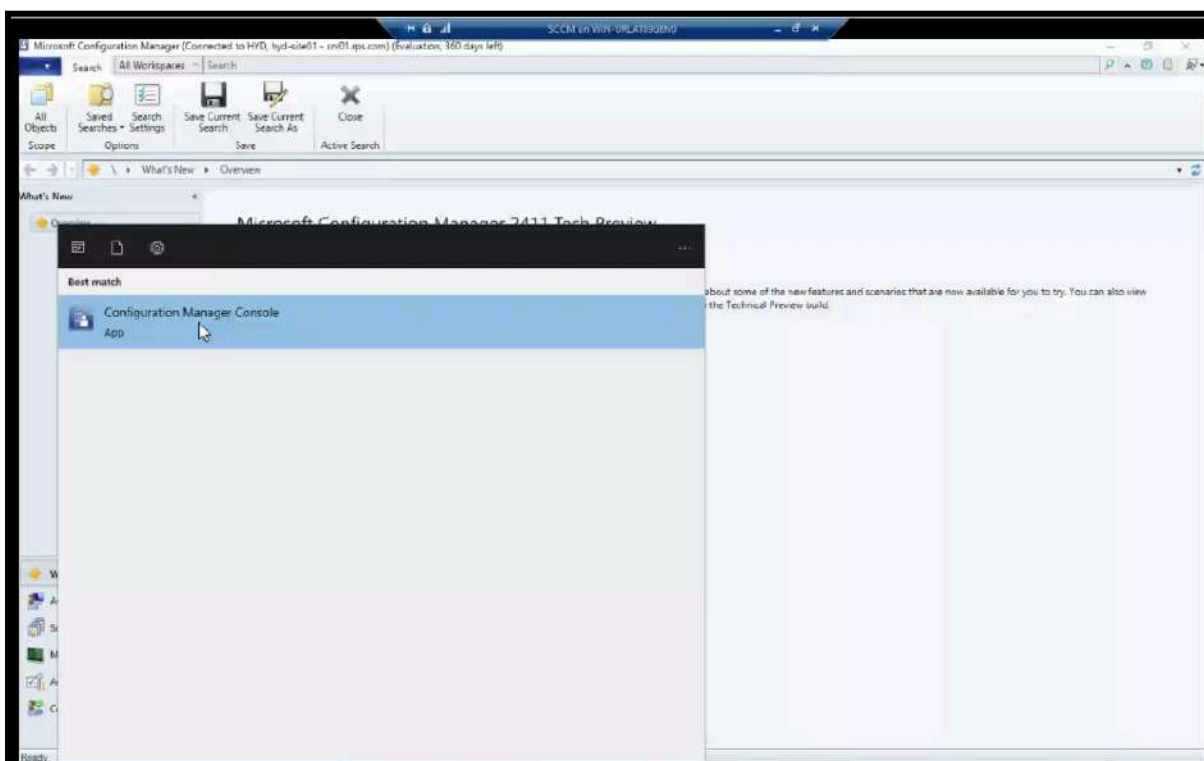 SCCM on WIN-URLAT89GEN0
Microsoft Configuration Manager (Connected to HYD, hyd-site01 - srv01.rps.com) (Evaluation, 360 days left)
Search All Workspaces Search
All Objects
Saved Searches
Search Settings
Save Current Search
Save Current Search As
Close
Scope Options Save Active Search
\ What's New Overview
What's New
Overview
Microsoft Configuration Manager 2411 Tech Preview
Best match
Configuration Manager Console
App
about some of the new features and scenarios that are now available for you to try. You can also view
the Technical Preview build.
W
A
S
M
A
C
Ready